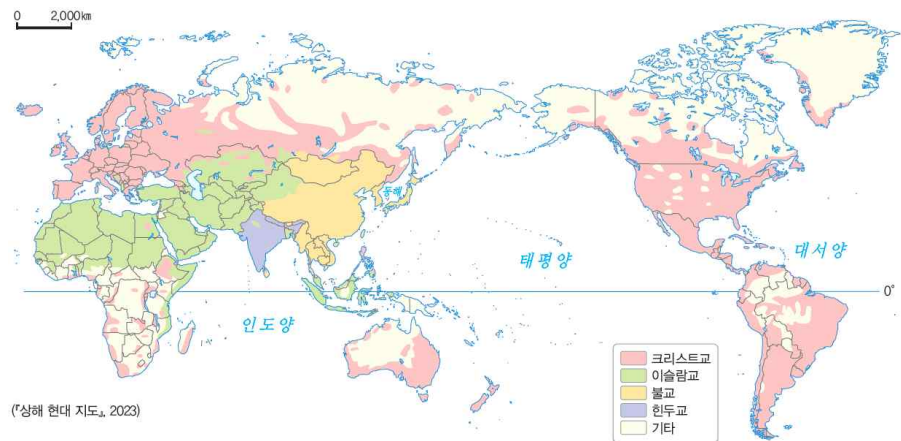 0 2,000km
동해
태평양
대서양
0°
인도양
크리스트교
이슬람교
불교
힌두교
기타
(『상해 현대 지도』, 2023)